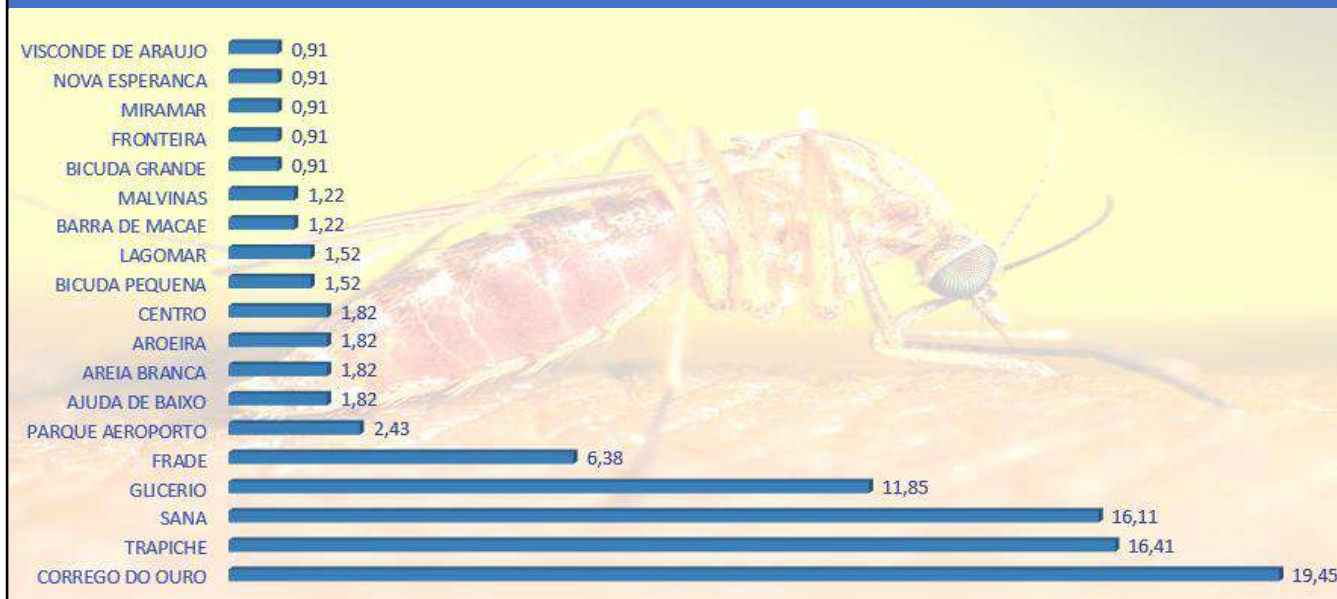 VISCONDE DE ARAUJO 0,91
NOVA ESPERANCA 0,91
MIRAMAR 0,91
FRONTEIRA 0,91
BICUDA GRANDE 0,91
MALVINAS 1,22
BARRA DE MACAE 1,22
LAGOMAR 1,52
BICUDA PEQUENA 1,52
CENTRO 1,82
AROEIRA 1,82
AREIA BRANCA 1,82
AJUDA DE BAIXO 1,82
PARQUE AEROPORTO 2,43
FRADE 6,38
GLICERIO 11,85
SANA 16,11
TRAPICHE 16,41
CORREGO DO OURO 19,45